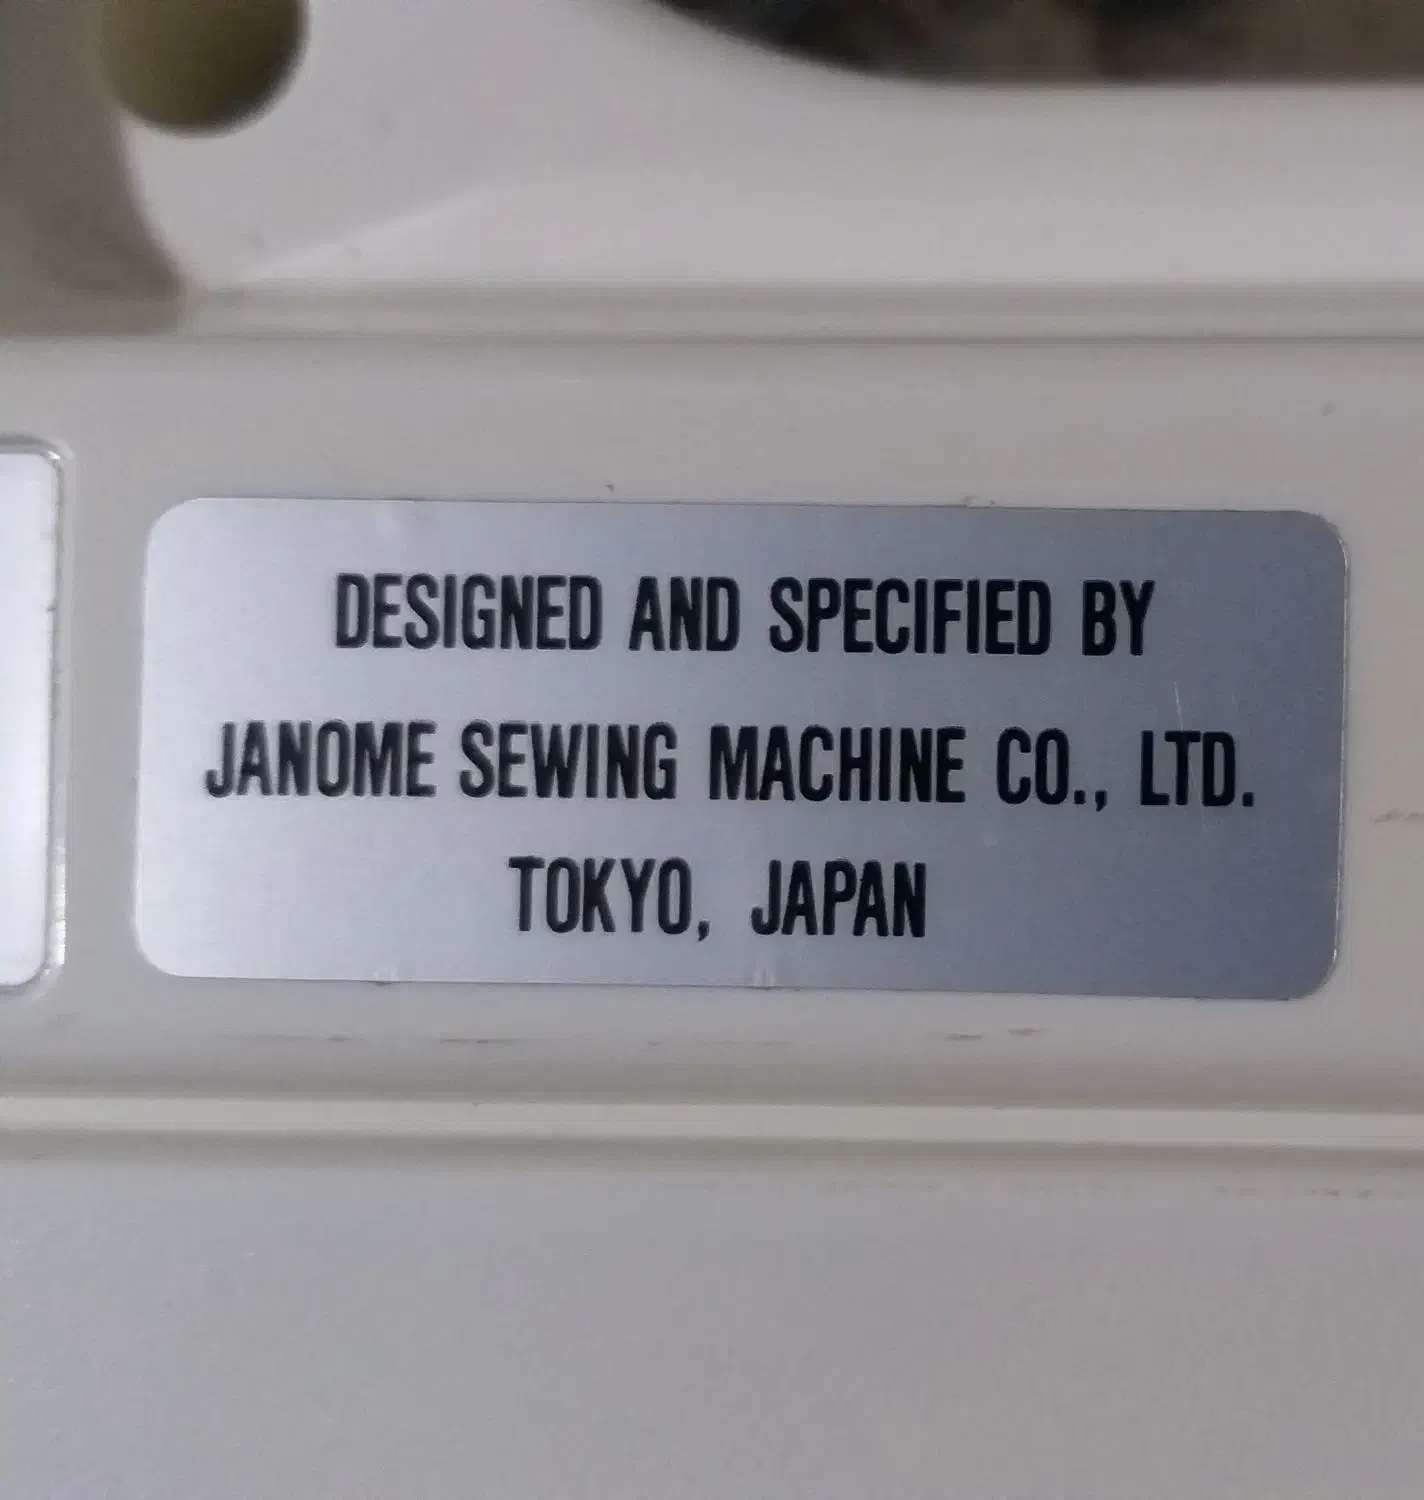 DESIGNED AND SPECIFIED BY
JANOME SEWING MACHINE CO., LTD.
TOKYO, JAPAN